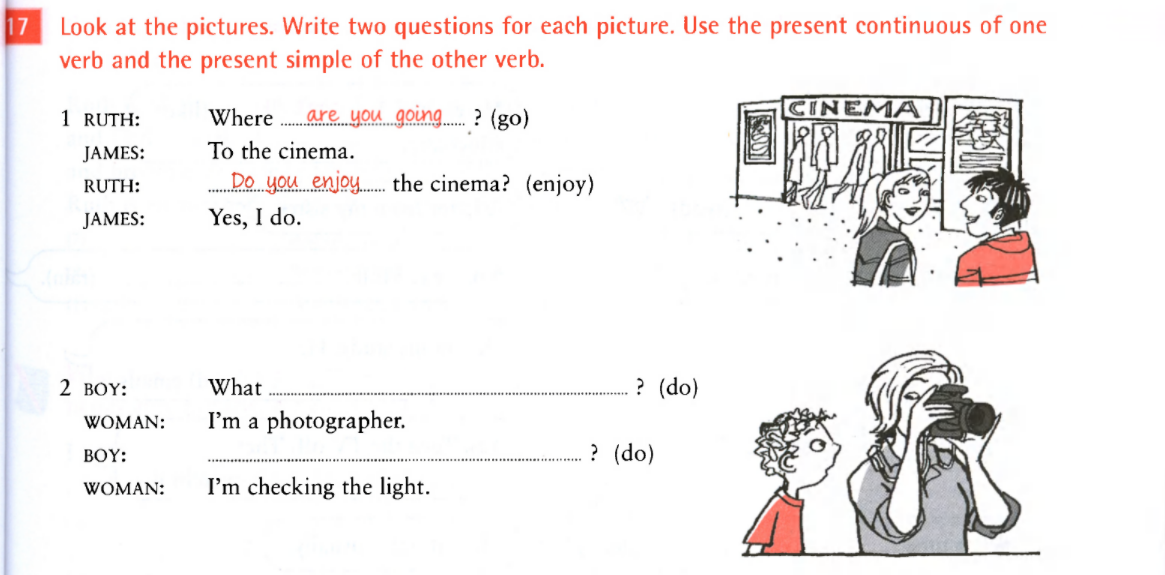 17 Look at the pictures. Write two questions for each picture. Use the present continuous of one
verb and the present simple of the other verb.
1 RUTH: Where are you going ? (go)
JAMES: To the cinema.
RUTH: Do you enjoy the cinema? (enjoy)
JAMES: Yes, I do.
CINEMA
2 BOY: What ? (do)
WOMAN: I'm a photographer.
BOY: ? (do)
WOMAN: I'm checking the light.